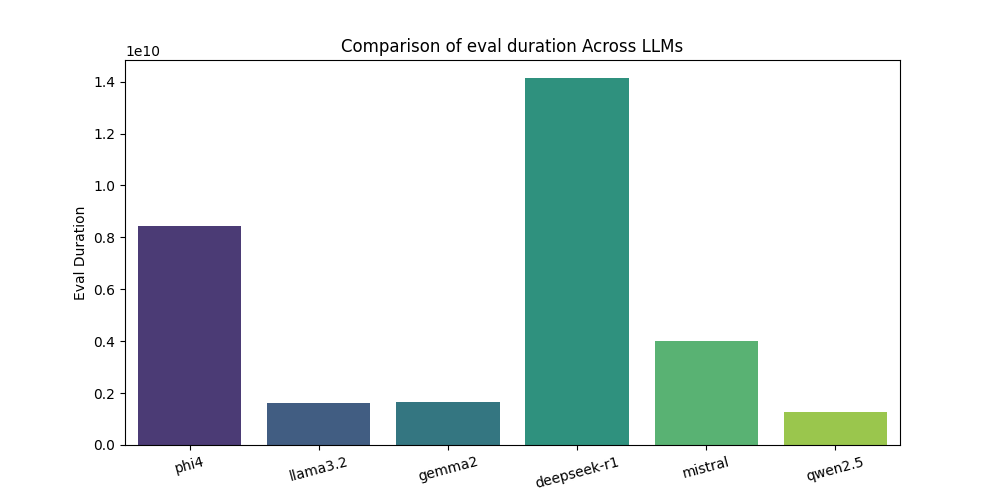 Comparison of eval duration Across LLMs
1e10
Eval Duration
1.4
1.2
1.0
0.8
0.6
0.4
0.2
0.0
phi4
llama3.2
gemma2
deepseek-r1
mistral
qwen2.5